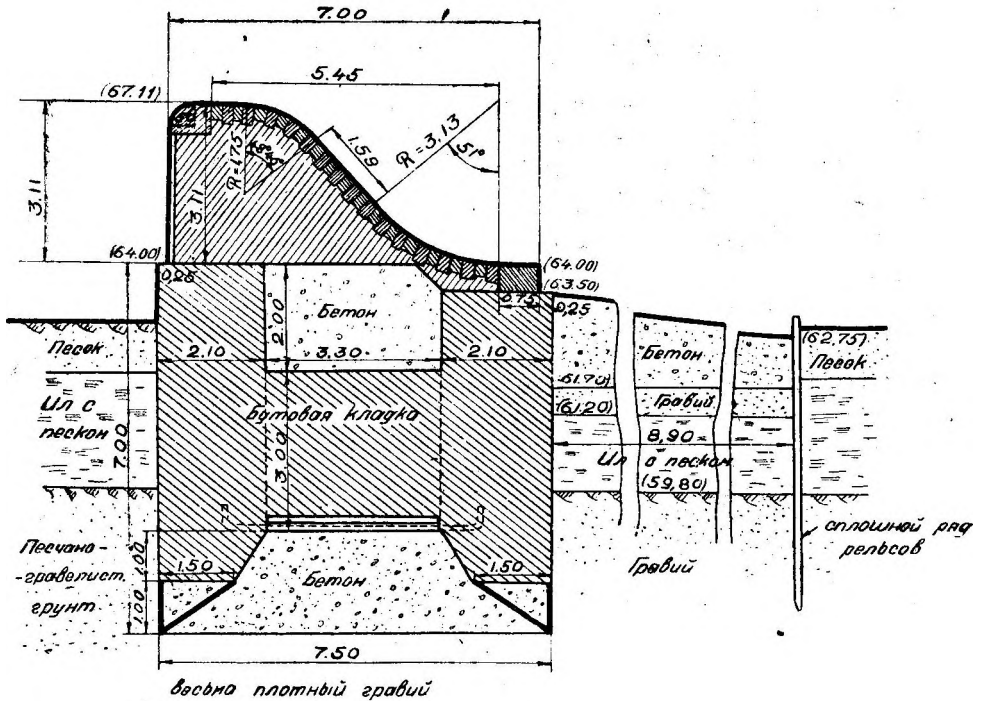 7.00
5.45
(67.11)
1.59
R=3.13
51°
R=1.75
3.11
3.11
(64.00)
(64.00)
(63.50)
0,25
0.75
0,25
Бетон
2.00
(62.75)
Песок
2.10
3.30
2.10
Бетон
Песок
61.70)
Ил с
песком
Бутовая кладка
Гравий
(61.20)
7.00
3.00
8,90
Ил с песком
(59,80)
сплошной ряд
рельсов
Песчано-
-гравелист.
грунт
1.00
1.50
Бетон
1.50
Гравий
1.00
7.50
весьма плотный гравий